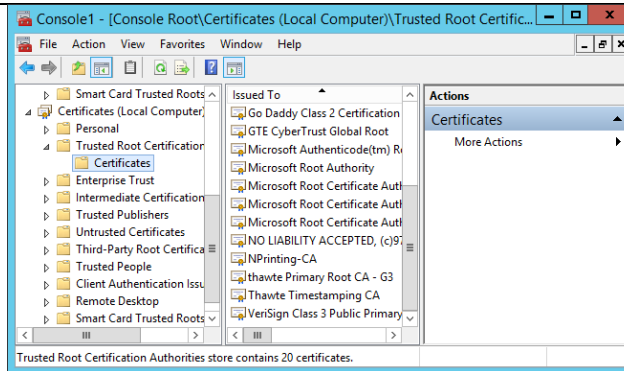 Console1 - [Console Root\Certificates (Local Computer)\Trusted Root Certific...
File Action View Favorites Window Help
Smart Card Trusted Roots
Certificates (Local Computer)
Personal
Trusted Root Certification
Certificates
Enterprise Trust
Intermediate Certification
Trusted Publishers
Untrusted Certificates
Third-Party Root Certifica
Trusted People
Client Authentication Issu
Remote Desktop
Smart Card Trusted Roots
Issued To
Go Daddy Class 2 Certification
GTE CyberTrust Global Root
Microsoft Authenticode(tm) R
Microsoft Root Authority
Microsoft Root Certificate Auth
Microsoft Root Certificate Auth
Microsoft Root Certificate Auth
NO LIABILITY ACCEPTED, (c)97
NPrinting-CA
thawte Primary Root CA - G3
Thawte Timestamping CA
VeriSign Class 3 Public Primary
Actions
Certificates
More Actions
Trusted Root Certification Authorities store contains 20 certificates.